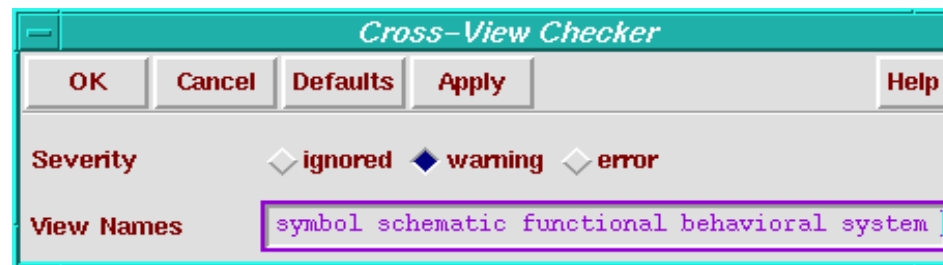 Cross-View Checker
OK Cancel Defaults Apply Help
Severity ignored warning error
View Names symbol schematic functional behavioral system